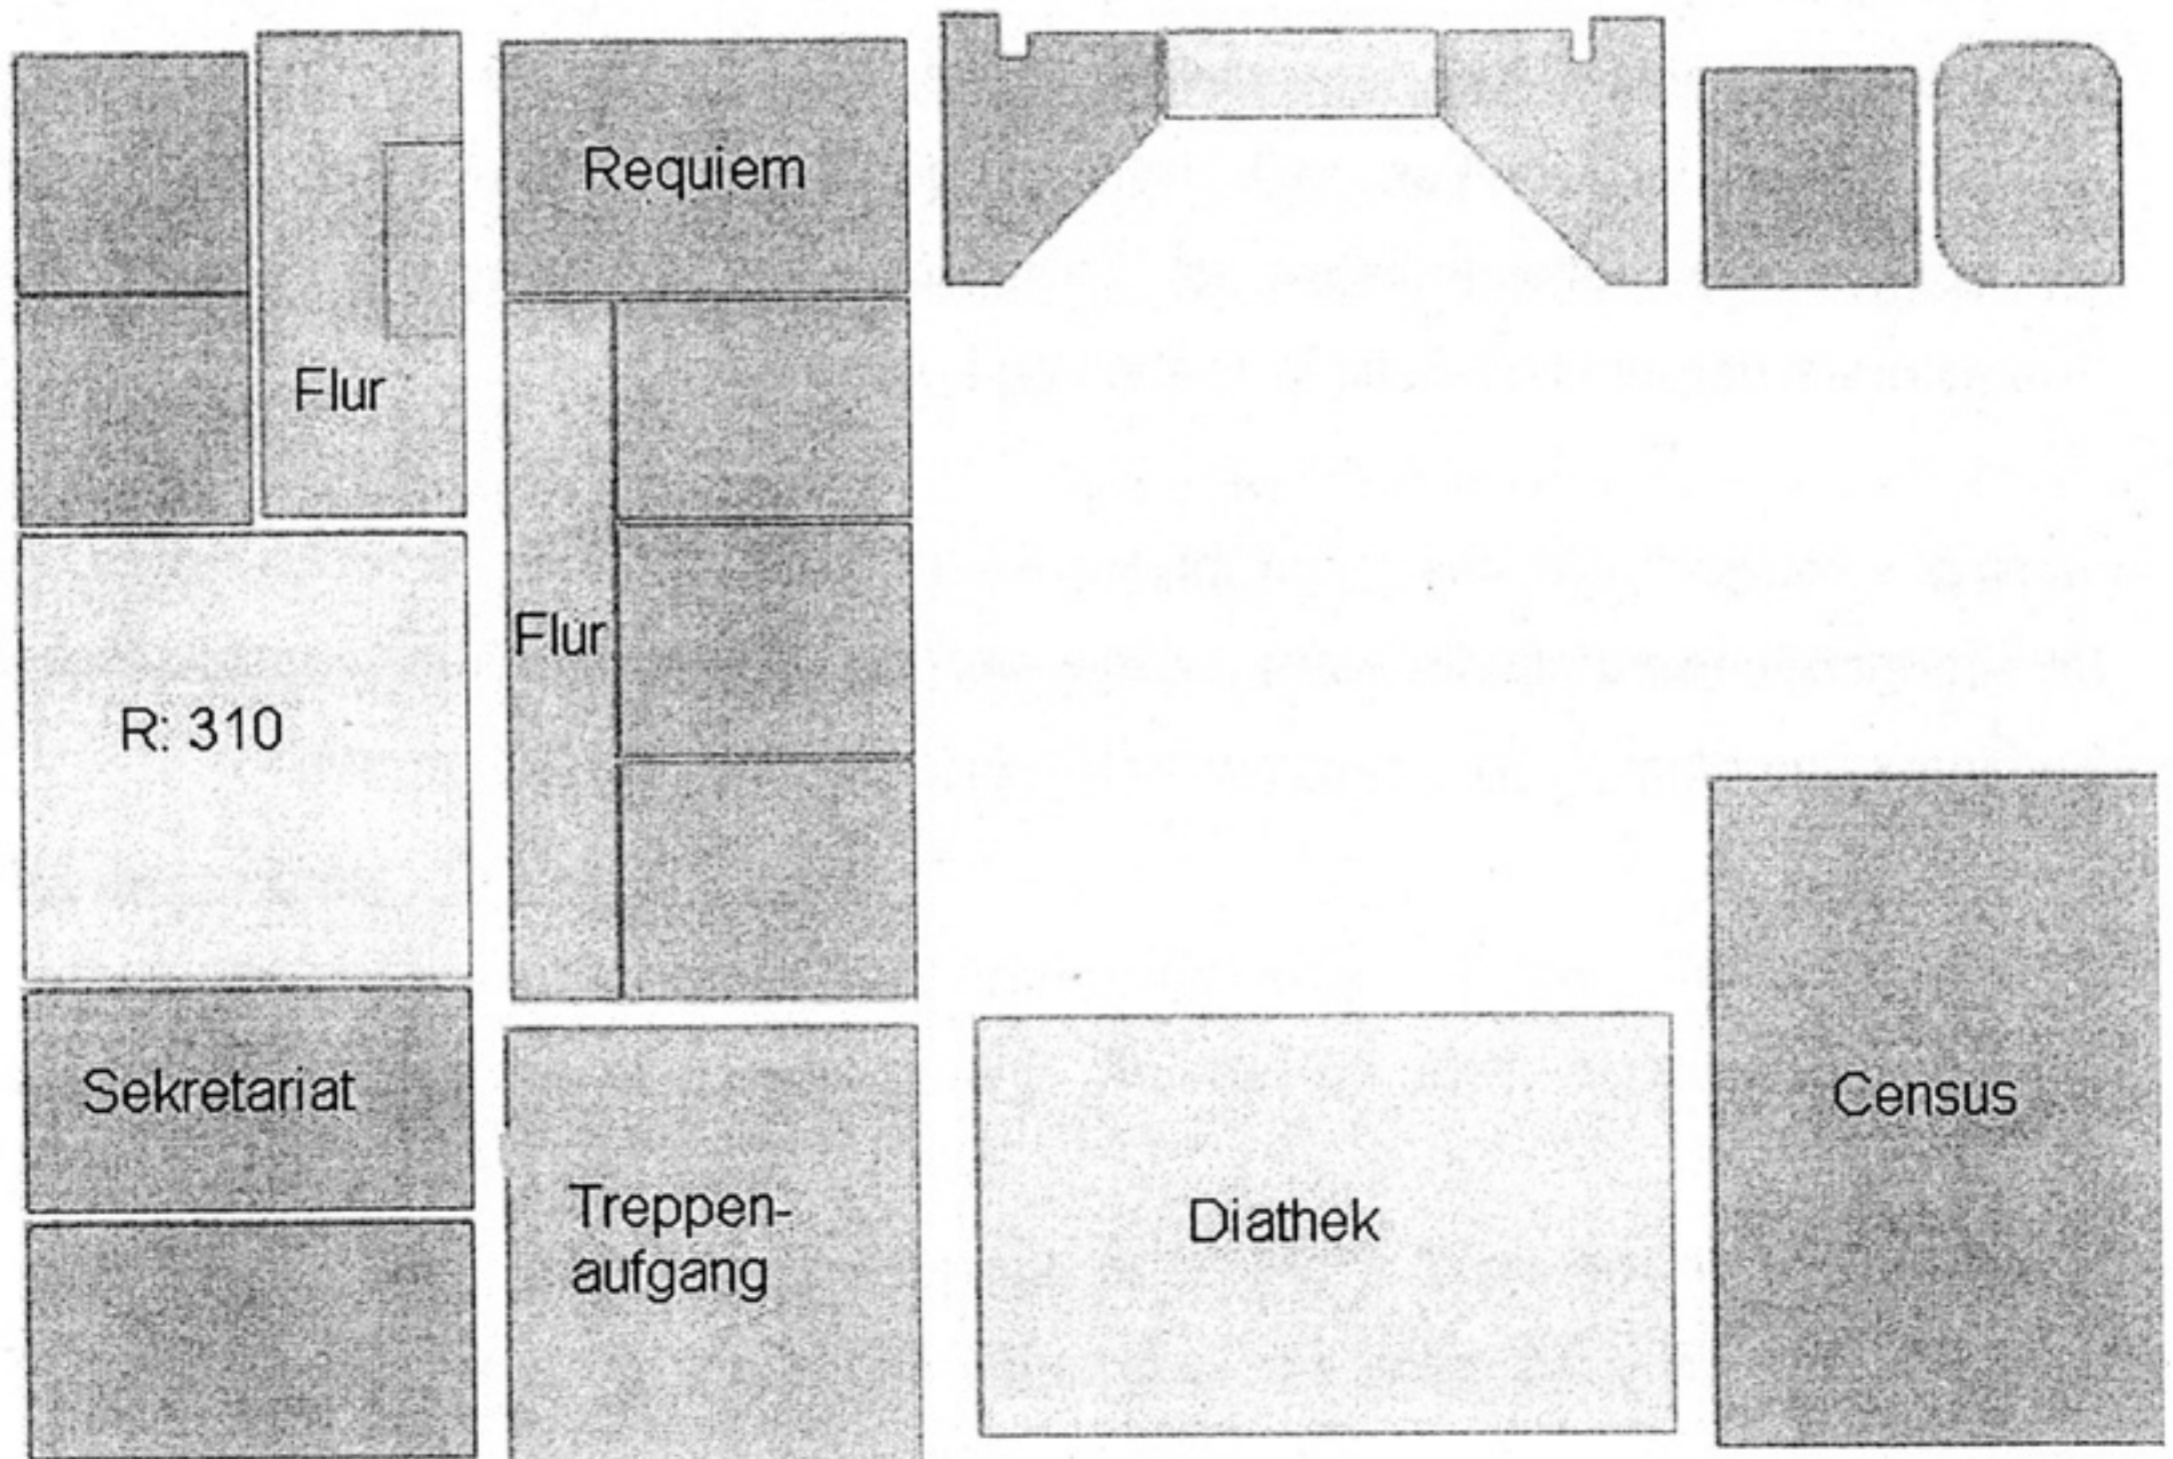 Requiem
Flur
Flur
R: 310
Sekretariat
Treppen-
aufgang
Diathek
Census